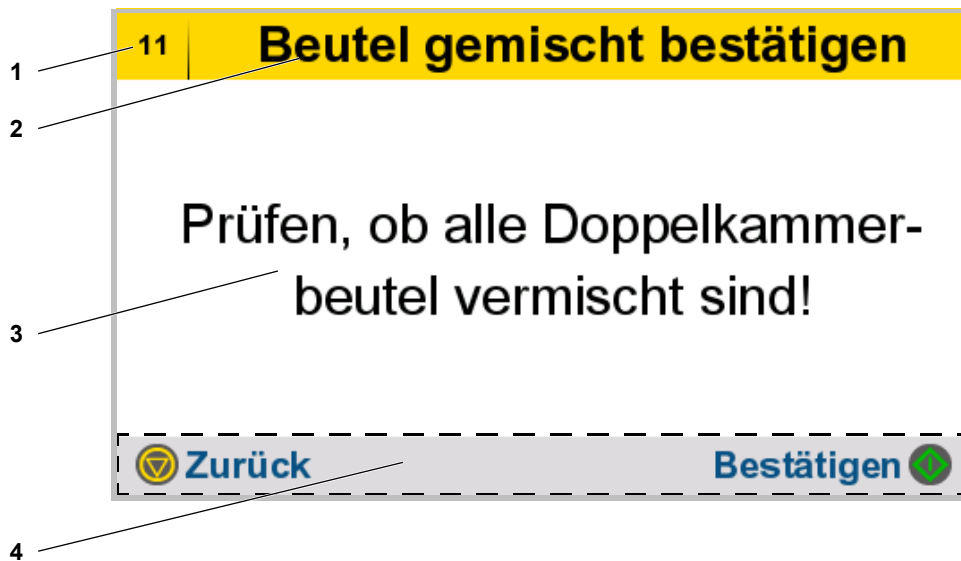 11 Beutel gemischt bestätigen
1
2
Prüfen, ob alle Doppelkammer-
beutel vermischt sind!
3
Zurück Bestätigen
4